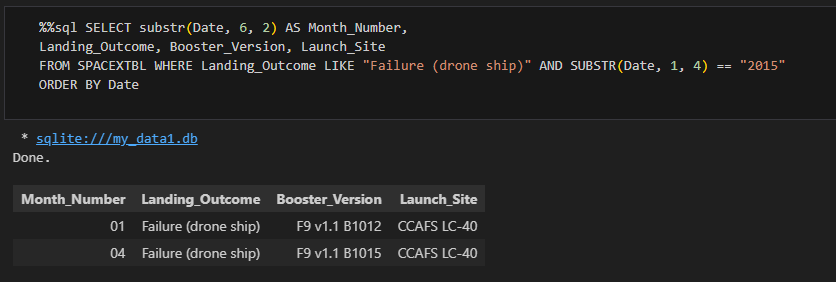 %%sql SELECT substr(Date, 6, 2) AS Month_Number,
Landing_Outcome, Booster_Version, Launch_Site
FROM SPACEXTBL WHERE Landing_Outcome LIKE "Failure (drone ship)" AND SUBSTR(Date, 1, 4) == "2015"
ORDER BY Date
* sqlite:///my_data1.db
Done.
Month_Number Landing_Outcome Booster_Version Launch_Site
01 Failure (drone ship) F9 v1.1 B1012 CCAFS LC-40
04 Failure (drone ship) F9 v1.1 B1015 CCAFS LC-40